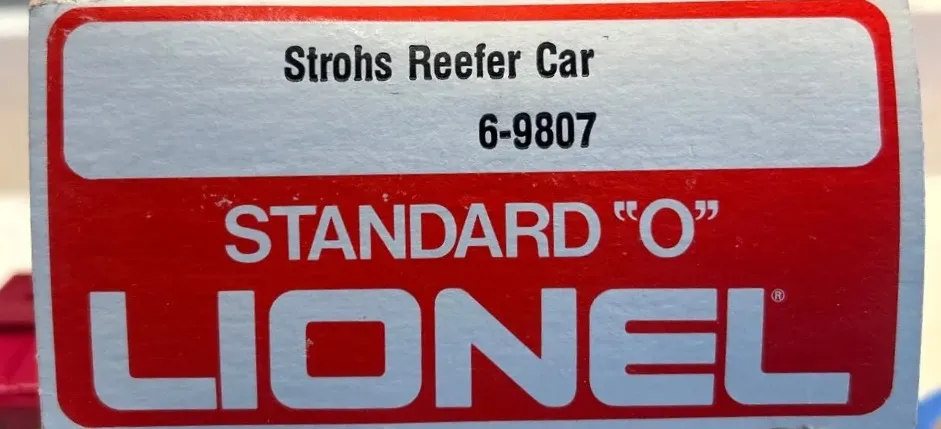 Strohs Reefer Car
6-9807
STANDARD "O"
LIONEL®